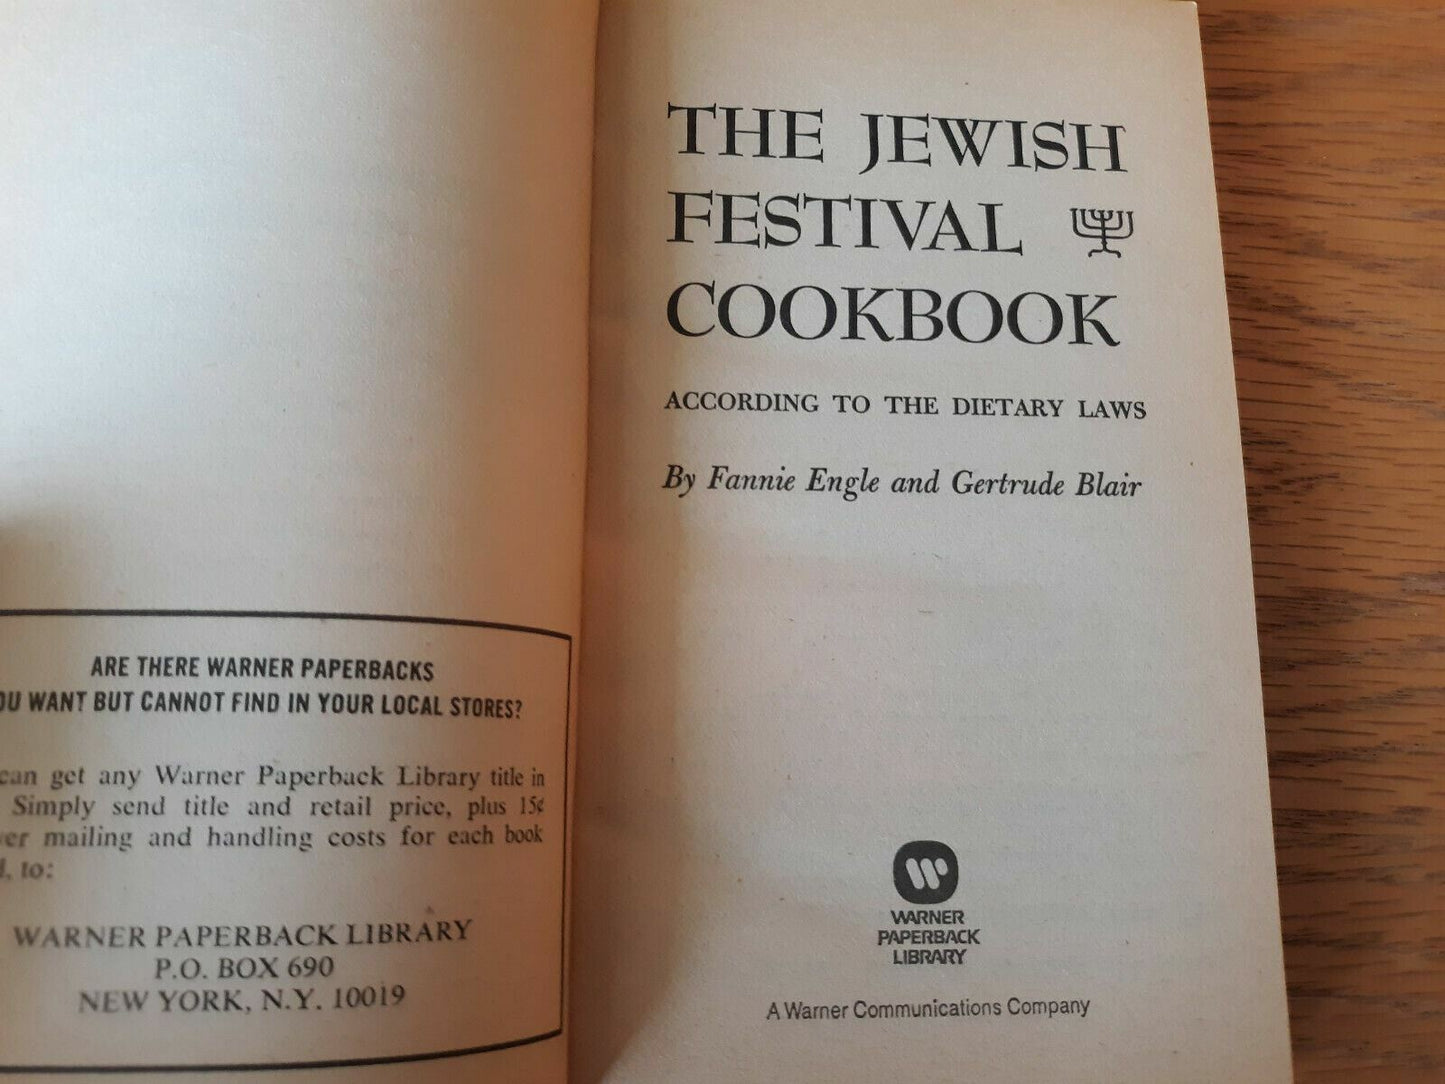 ARE THERE WARNER PAPERBACKS
OU WANT BUT CANNOT FIND IN YOUR LOCAL STORES?
can get any Warner Paperback Library title in
Simply send title and retail price, plus 15¢
er mailing and handling costs for each book
, to:
WARNER PAPERBACK LIBRARY
P.O. BOX 690
NEW YORK, N.Y. 10019
THE JEWISH
FESTIVAL
COOKBOOK
ACCORDING TO THE DIETARY LAWS
By Fannie Engle and Gertrude Blair
WARNER
PAPERBACK
LIBRARY
A Warner Communications Company